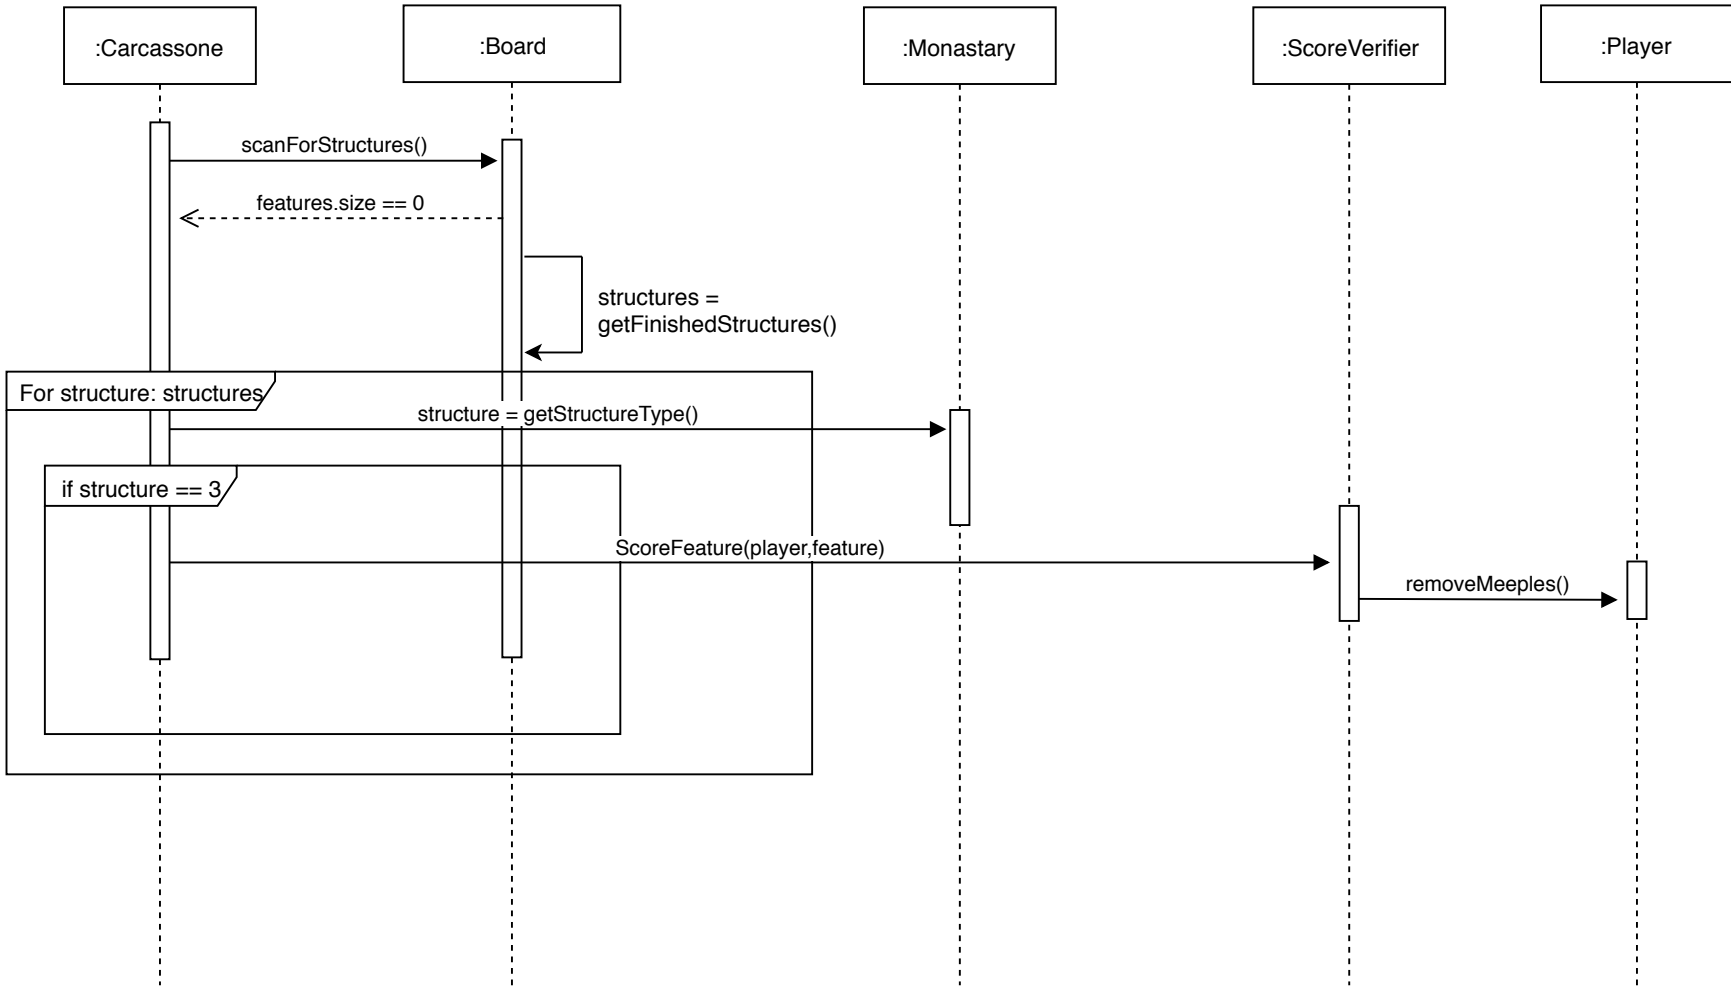 :Carcassone
:Board
:Monastary
:ScoreVerifier
:Player
scanForStructures()
features.size == 0
structures =
getFinishedStructures()
For structure: structures
structure = getStructureType()
if structure == 3
ScoreFeature(player,feature)
removeMeeples()